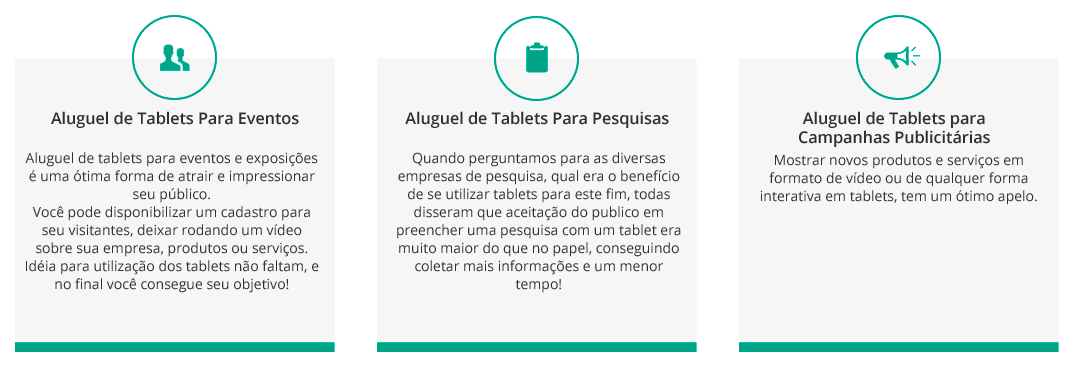 Aluguel de Tablets Para Eventos
Aluguel de tablets para eventos e exposições
é uma ótima forma de atrair e impressionar
seu público.
Você pode disponibilizar um cadastro para
seu visitantes, deixar rodando um vídeo
sobre sua empresa, produtos ou serviços.
Idéia para utilização dos tablets não faltam, e
no final você consegue seu objetivo!
Aluguel de Tablets Para Pesquisas
Quando perguntamos para as diversas
empresas de pesquisa, qual era o benefício
de se utilizar tablets para este fim, todas
disseram que aceitação do publico em
preencher uma pesquisa com um tablet era
muito maior do que no papel, conseguindo
coletar mais informações e um menor
tempo!
Aluguel de Tablets para
Campanhas Publicitárias
Mostrar novos produtos e serviços em
formato de vídeo ou de qualquer forma
interativa em tablets, tem um ótimo apelo.